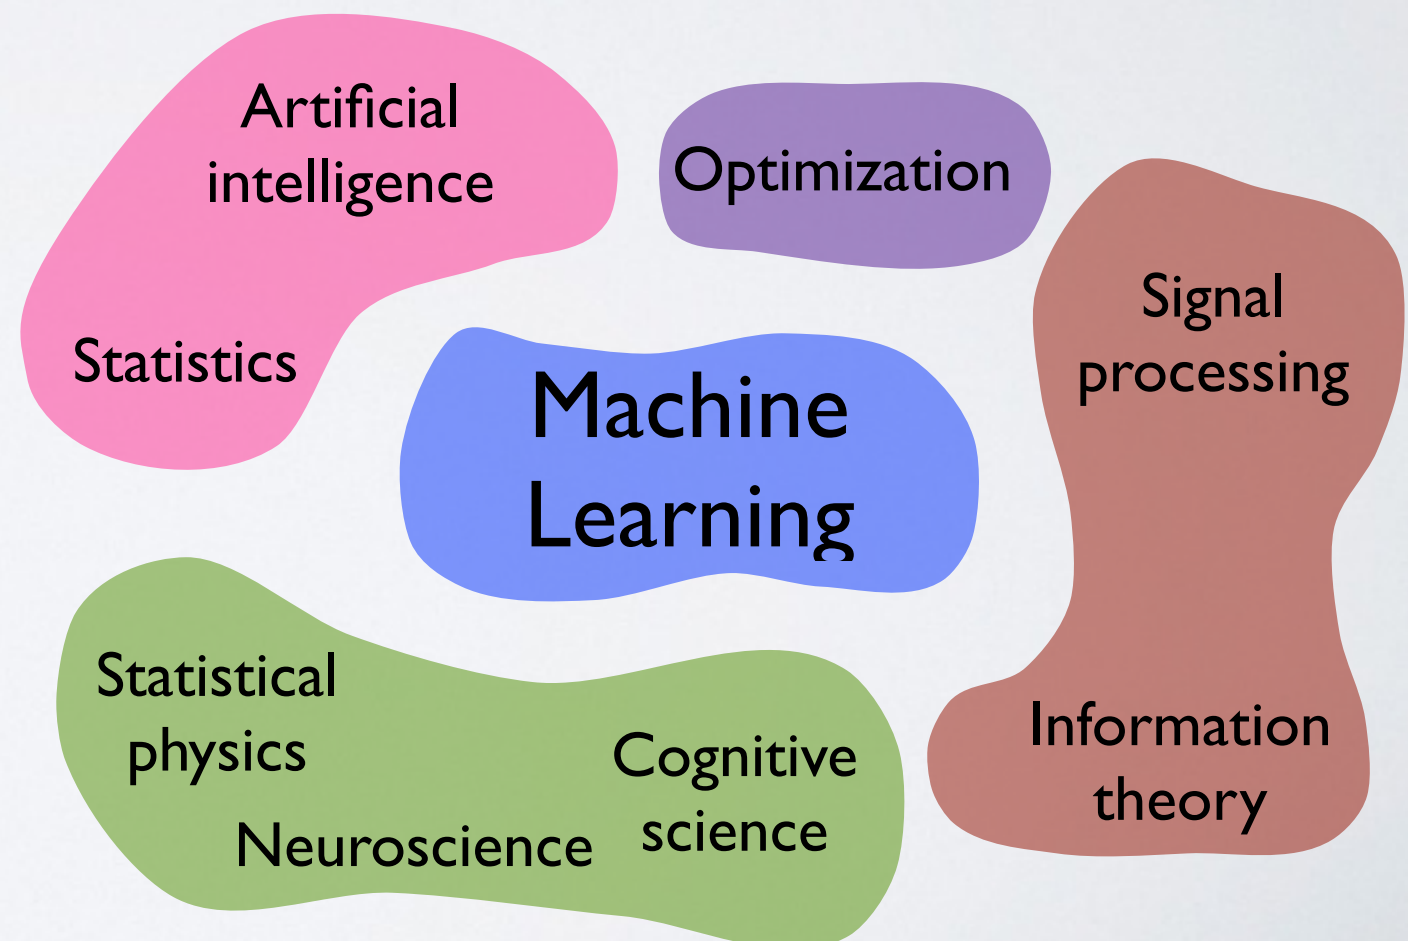 Artificial
intelligence
Statistics
Optimization
Signal
processing
Machine
Learning
Statistical
physics
Neuroscience
Cognitive
science
Information
theory